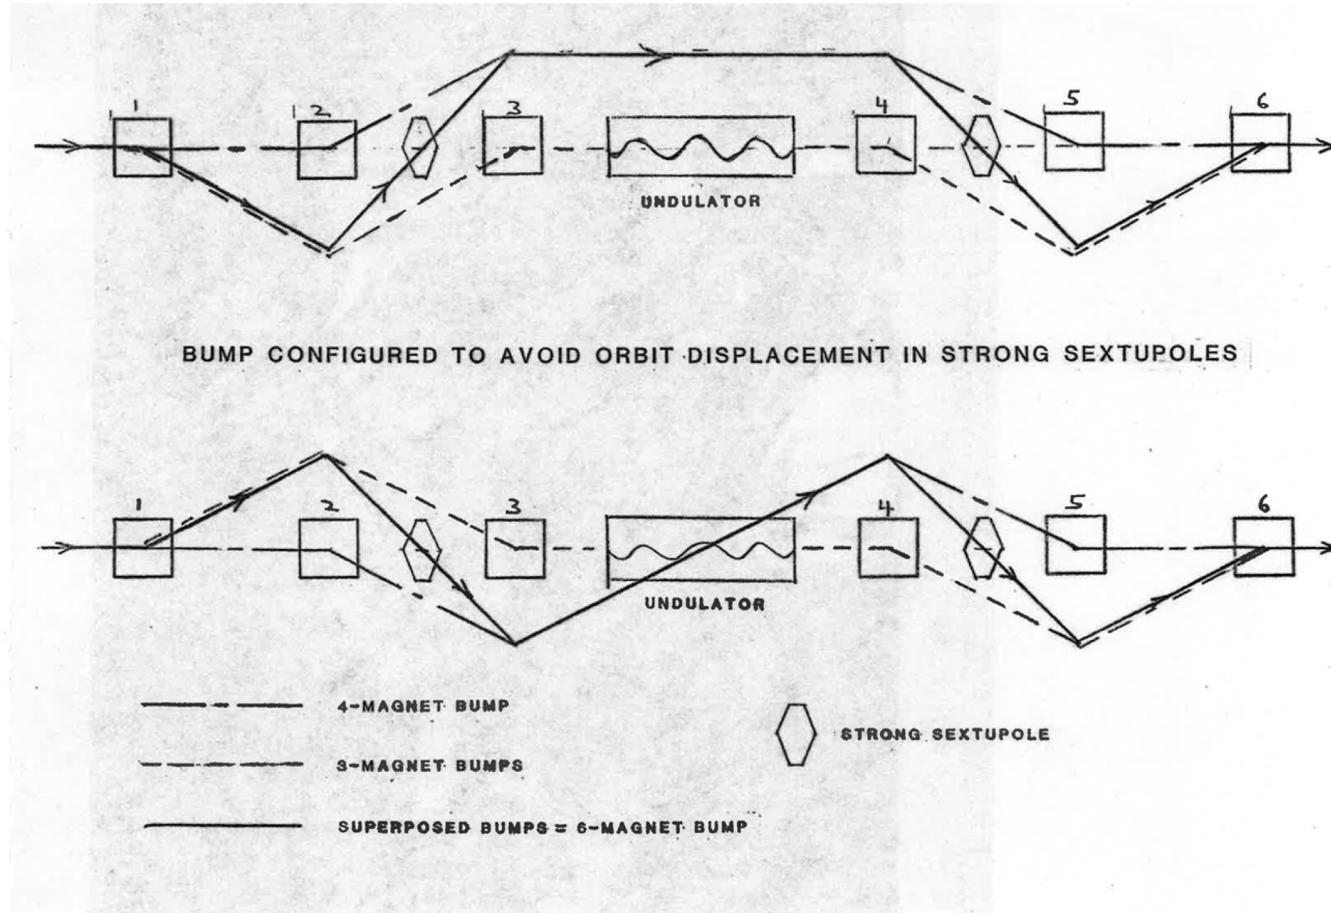 1 2 3 4 5 6
UNDULATOR
BUMP CONFIGURED TO AVOID ORBIT DISPLACEMENT IN STRONG SEXTUPOLES
1 2 3 4 5 6
UNDULATOR
4-MAGNET BUMP
STRONG SEXTUPOLE
3-MAGNET BUMPS
SUPERPOSED BUMPS = 6-MAGNET BUMP